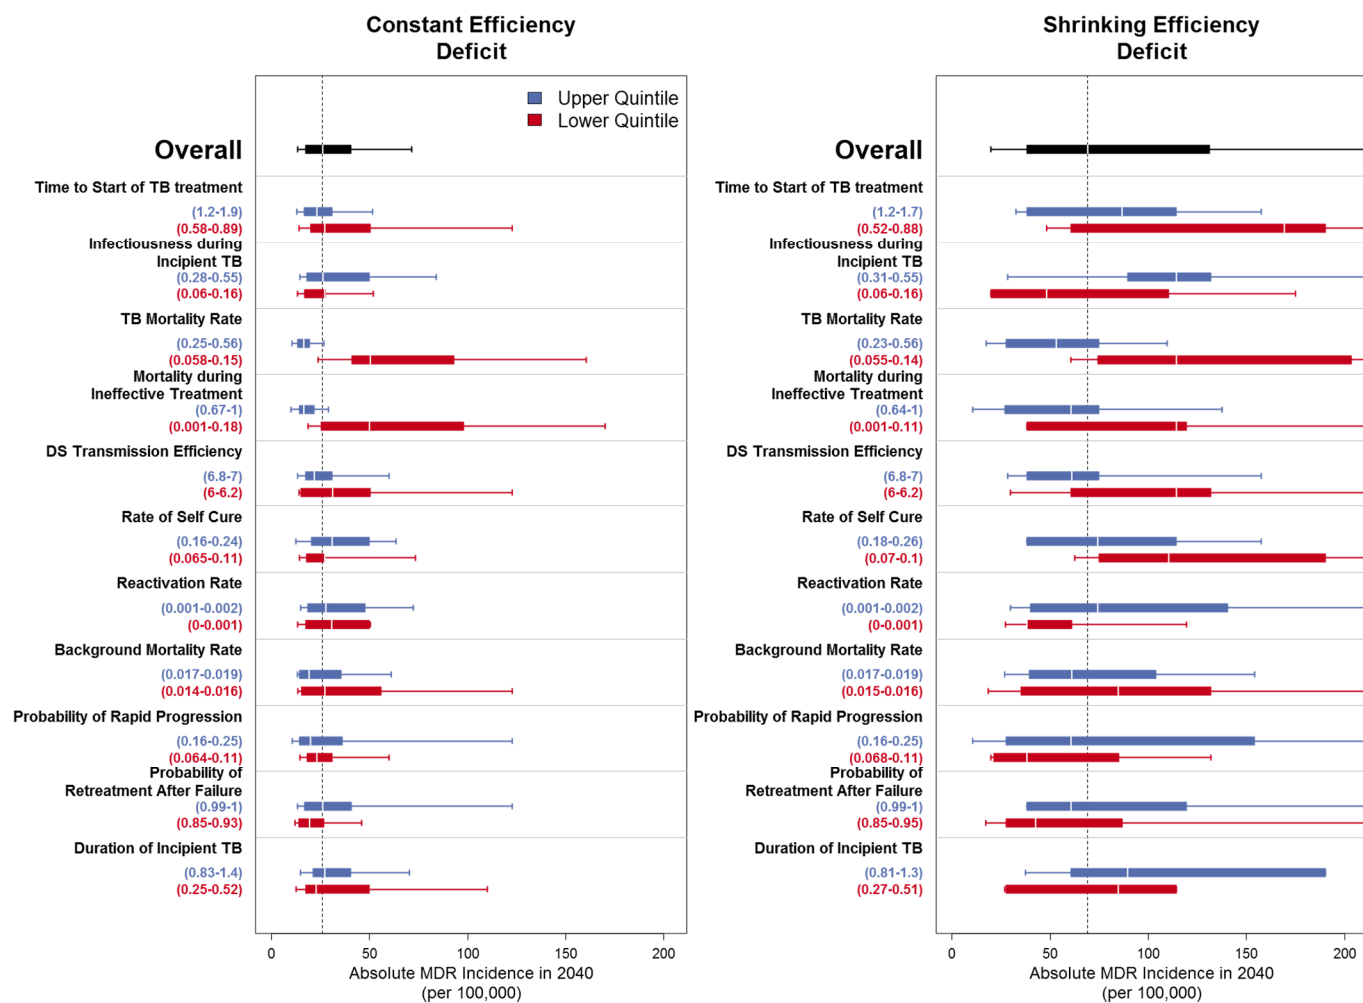 Constant Efficiency
Deficit
Upper Quintile
Lower Quintile
Overall
Time to Start of TB treatment
(1.2-1.9)
(0.58-0.89)
Infectiousness during
Incipient TB
(0.28-0.55)
(0.06-0.16)
TB Mortality Rate
(0.25-0.56)
(0.058-0.15)
Mortality during
Ineffective Treatment
(0.67-1)
(0.001-0.18)
DS Transmission Efficiency
(6.8-7)
(6-6.2)
Rate of Self Cure
(0.16-0.24)
(0.065-0.11)
Reactivation Rate
(0.001-0.002)
(0-0.001)
Background Mortality Rate
(0.017-0.019)
(0.014-0.016)
Probability of Rapid Progression
(0.16-0.25)
(0.064-0.11)
Probability of
Retreatment After Failure
(0.99-1)
(0.85-0.93)
Duration of Incipient TB
(0.83-1.4)
(0.25-0.52)
0 50 100 150 200
Absolute MDR Incidence in 2040
(per 100,000)
Shrinking Efficiency
Deficit
Overall
Time to Start of TB treatment
(1.2-1.7)
(0.52-0.88)
Infectiousness during
Incipient TB
(0.31-0.55)
(0.06-0.16)
TB Mortality Rate
(0.23-0.56)
(0.055-0.14)
Mortality during
Ineffective Treatment
(0.64-1)
(0.001-0.11)
DS Transmission Efficiency
(6.8-7)
(6-6.2)
Rate of Self Cure
(0.18-0.26)
(0.07-0.1)
Reactivation Rate
(0.001-0.002)
(0-0.001)
Background Mortality Rate
(0.017-0.019)
(0.015-0.016)
Probability of Rapid Progression
(0.16-0.25)
(0.068-0.11)
Probability of
Retreatment After Failure
(0.99-1)
(0.85-0.95)
Duration of Incipient TB
(0.81-1.3)
(0.27-0.51)
0 50 100 150 200
Absolute MDR Incidence in 2040
(per 100,000)